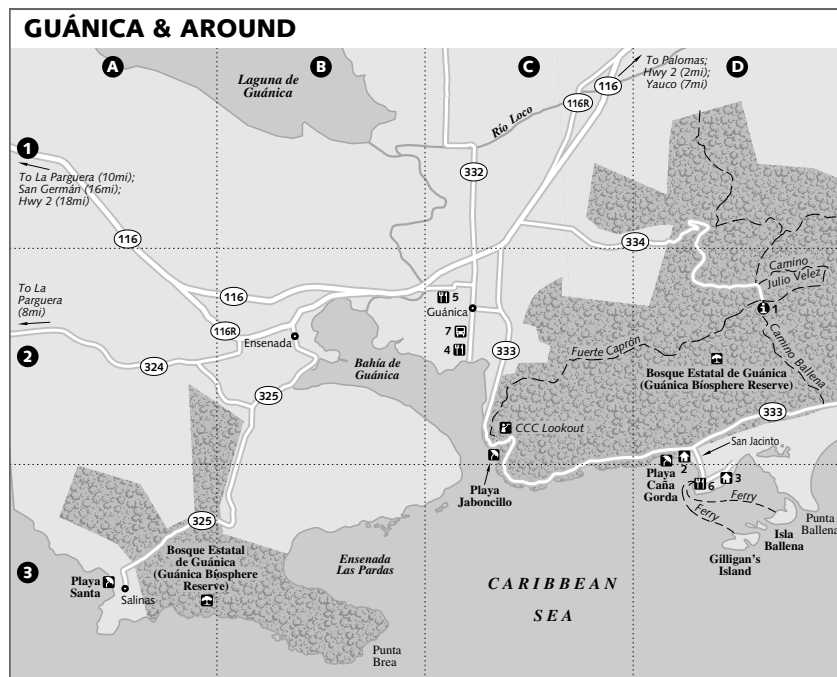 GUÁNICA & AROUND
A
B
C
D
Laguna de
Guánica
To Palomas;
Hwy 2 (2mi);
Yauco (7mi)
116
116R
Río Loco
1
To La Parguera (10mi);
San Germán (16mi);
Hwy 2 (18mi)
332
116
334
Camino
Julio Velez
To La
Parguera
(8mi)
116
5
Guánica
1
116R
Ensenada
7
4
333
Fuerte Caprón
Camino Ballena
2
324
Bahía de
Guánica
Bosque Estatal de Guánica
(Guánica Bíosphere Reserve)
325
333
CCC Lookout
San Jacinto
Playa
Jaboncillo
2
Playa
Caña
Gorda
6
3
Ferry
Ferry
Punta
Ballena
Isla
Ballena
Gilligan's
Island
325
Bosque Estatal
de Guánica
(Guánica Bíosphere
Reserve)
Ensenada
Las Pardas
3
Playa
Santa
Salinas
CARIBBEAN
SEA
Punta
Brea